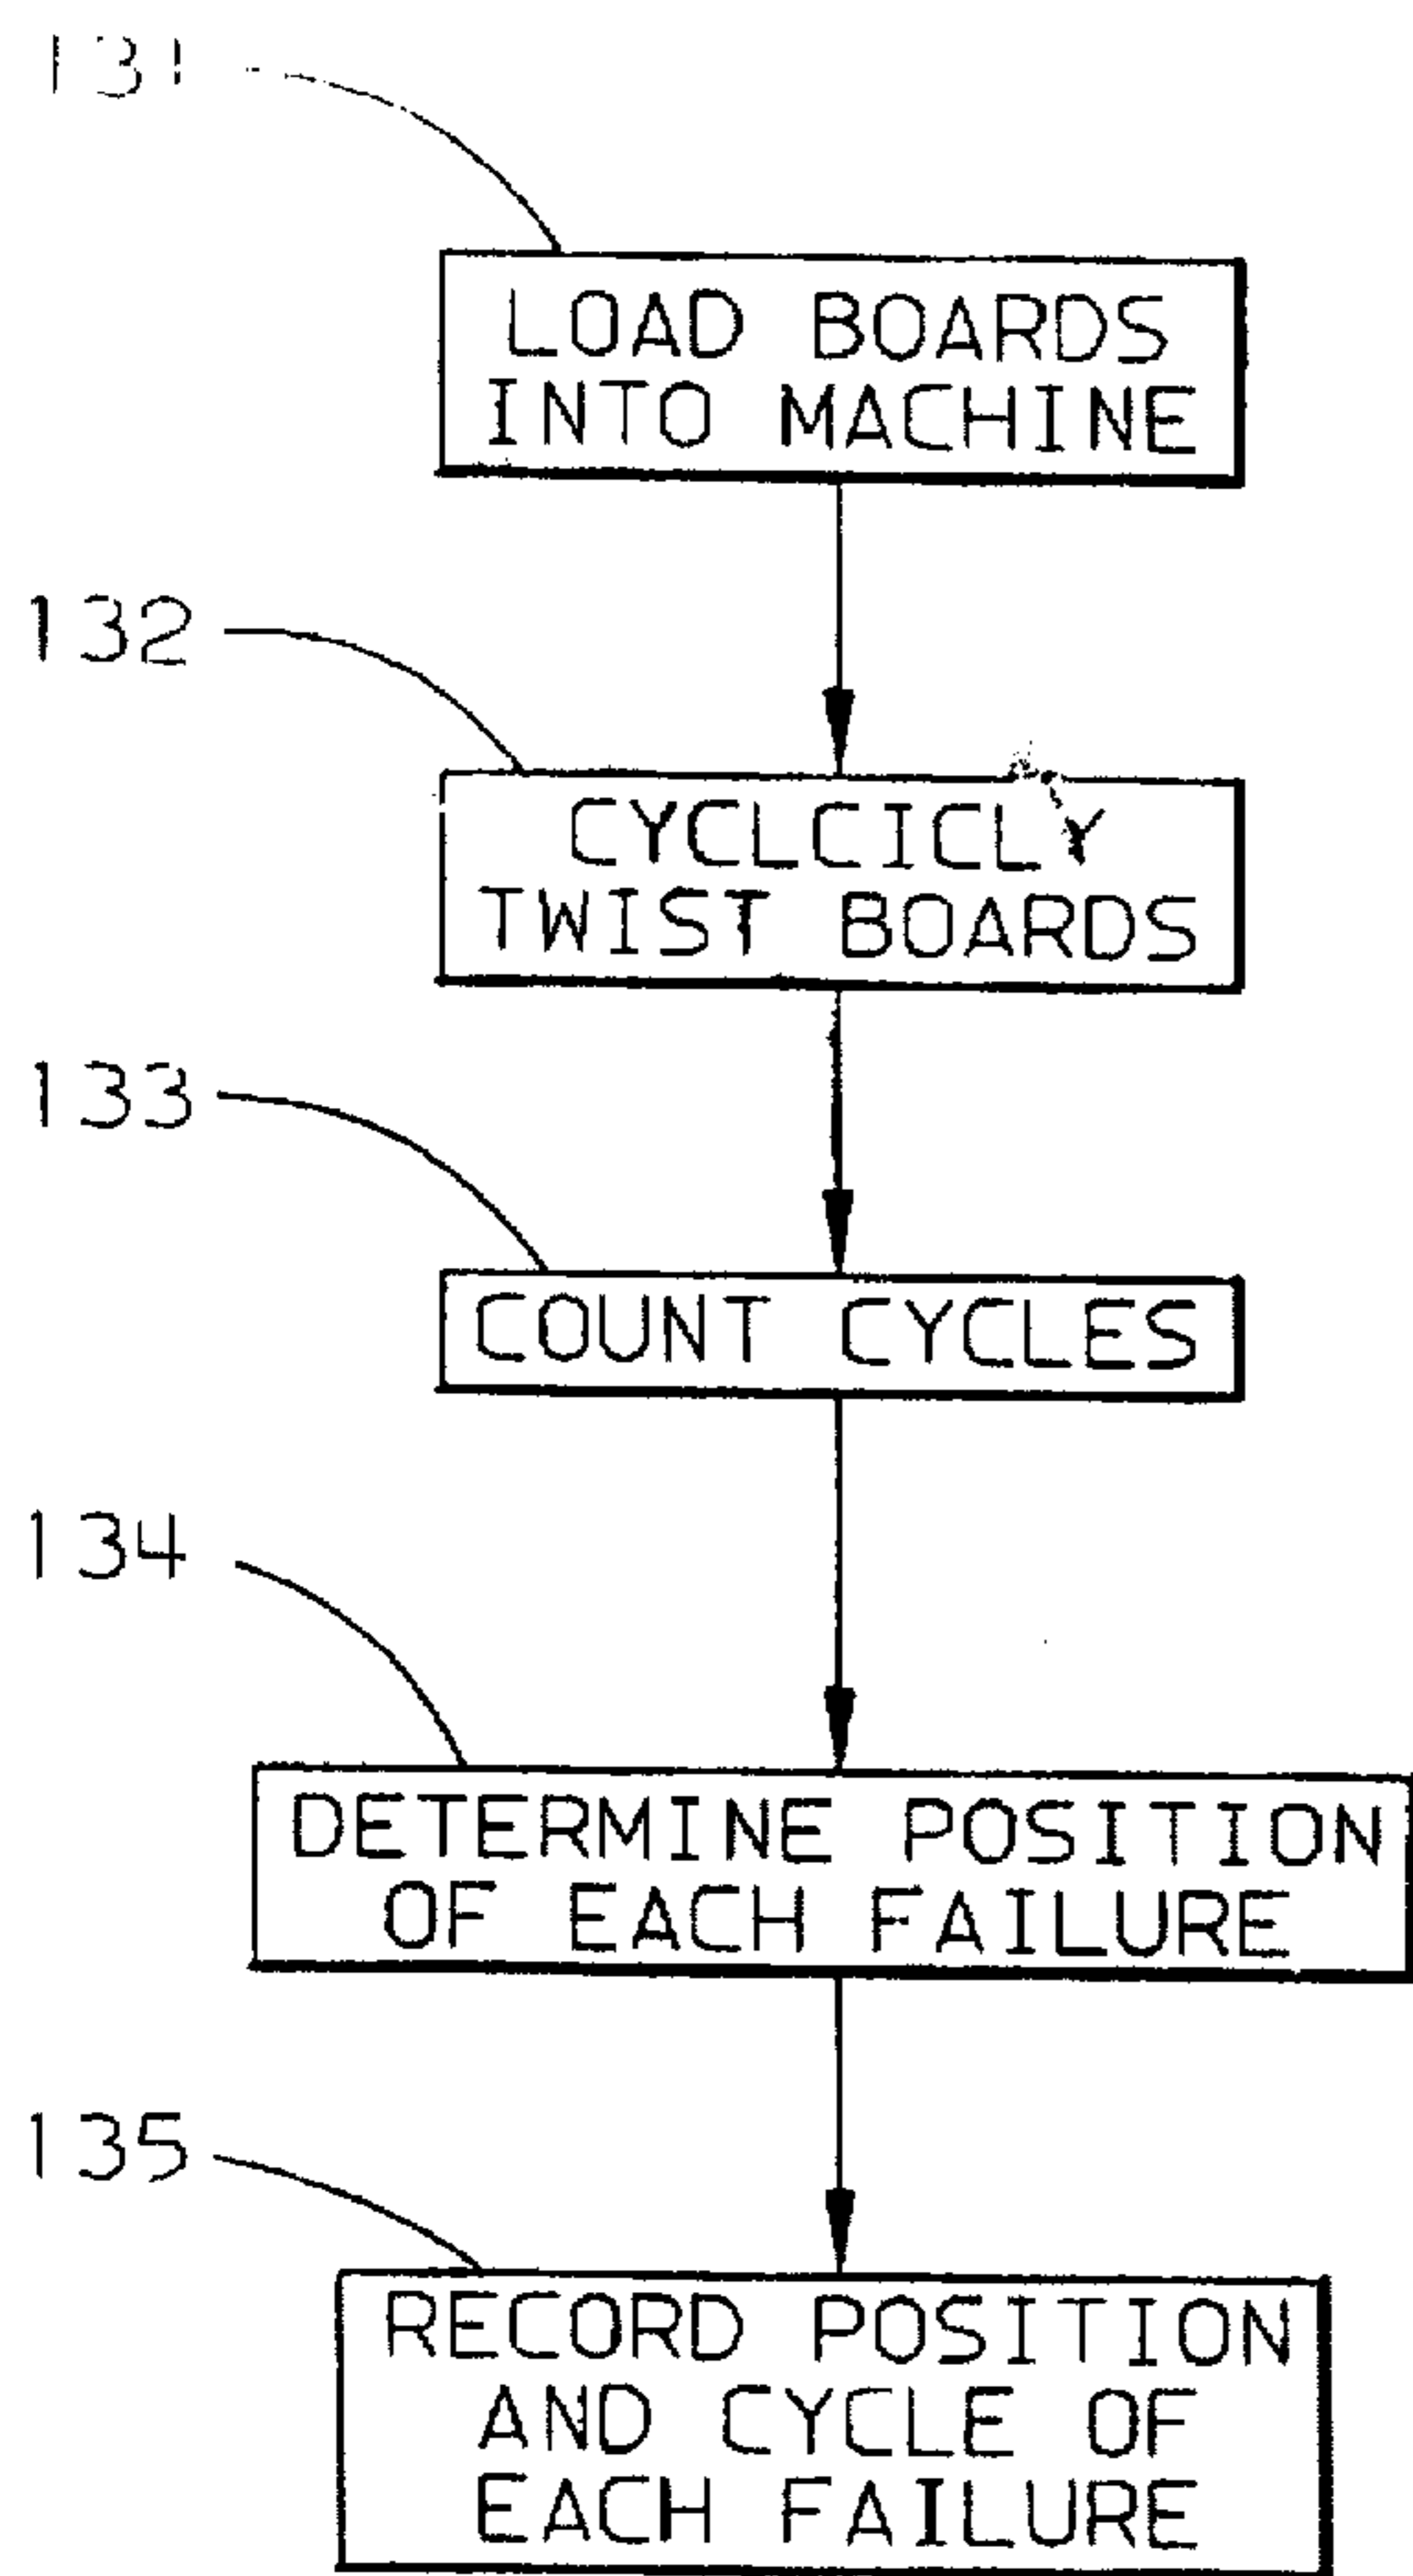 131
LOAD BOARDS
INTO MACHINE
132
CYCLCICLY
TWIST BOARDS
133
COUNT CYCLES
134
DETERMINE POSITION
OF EACH FAILURE
135
RECORD POSITION
AND CYCLE OF
EACH FAILURE